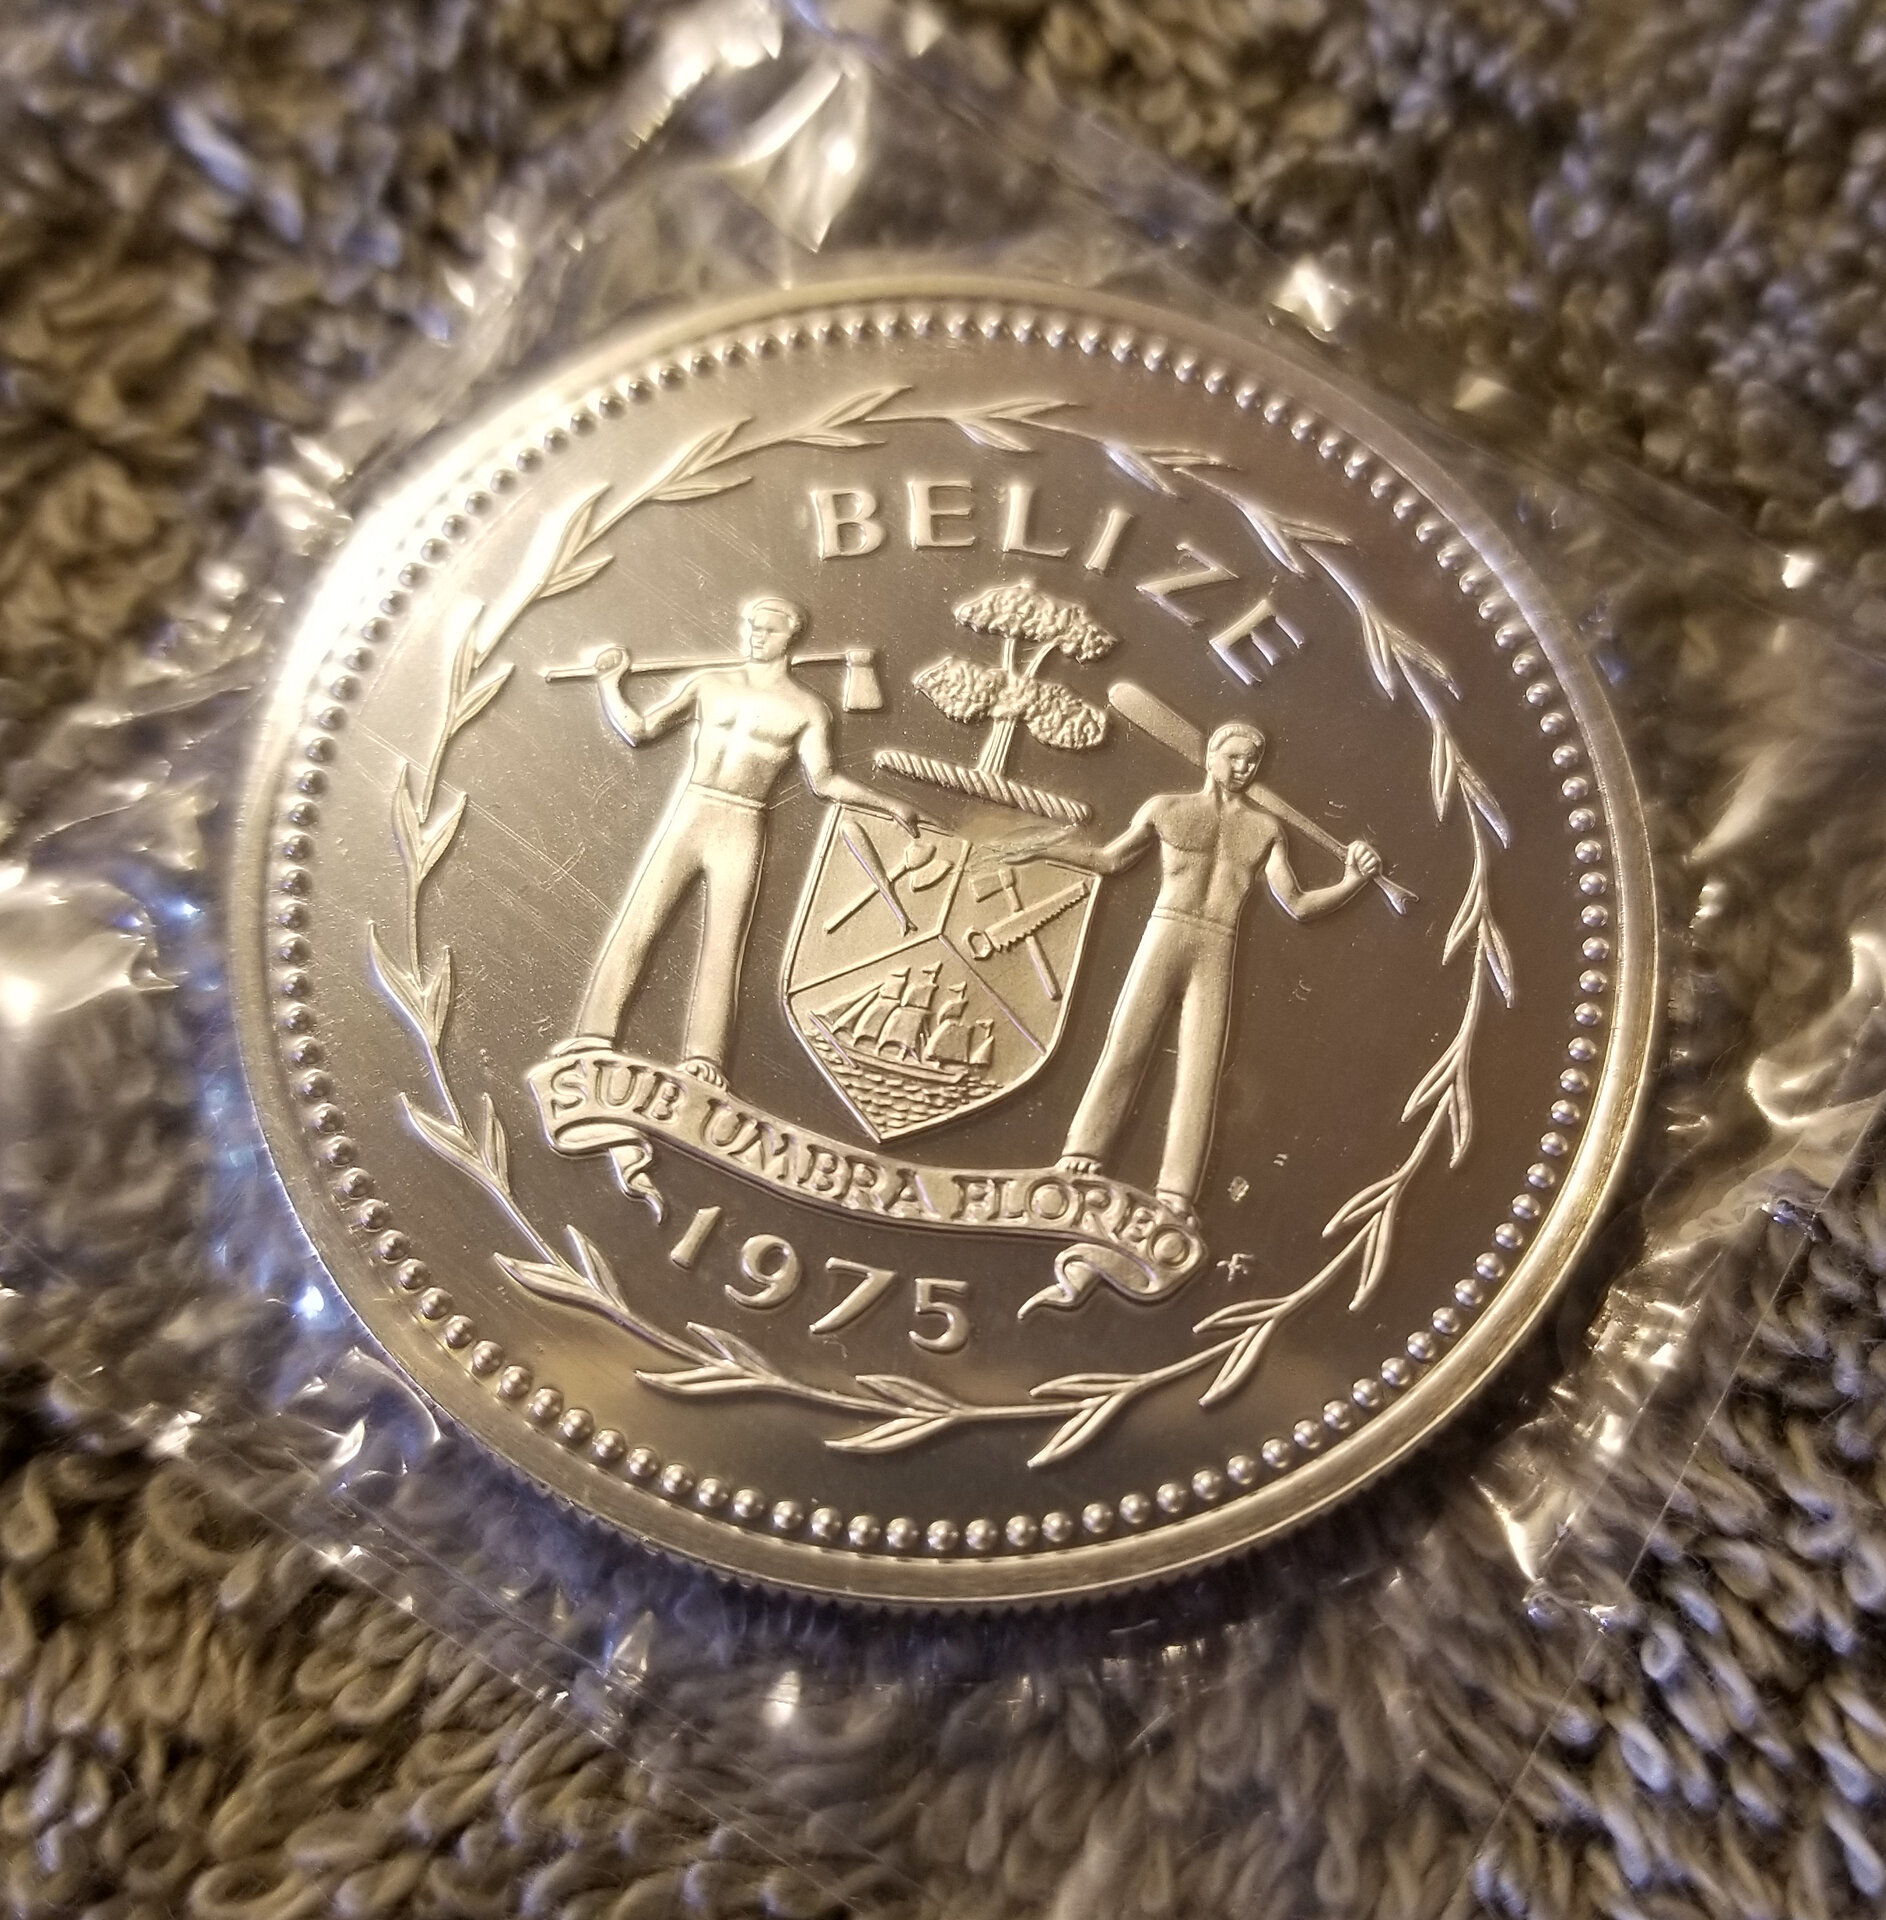 BELIZE
SUB UMBRA FLOREO
1975